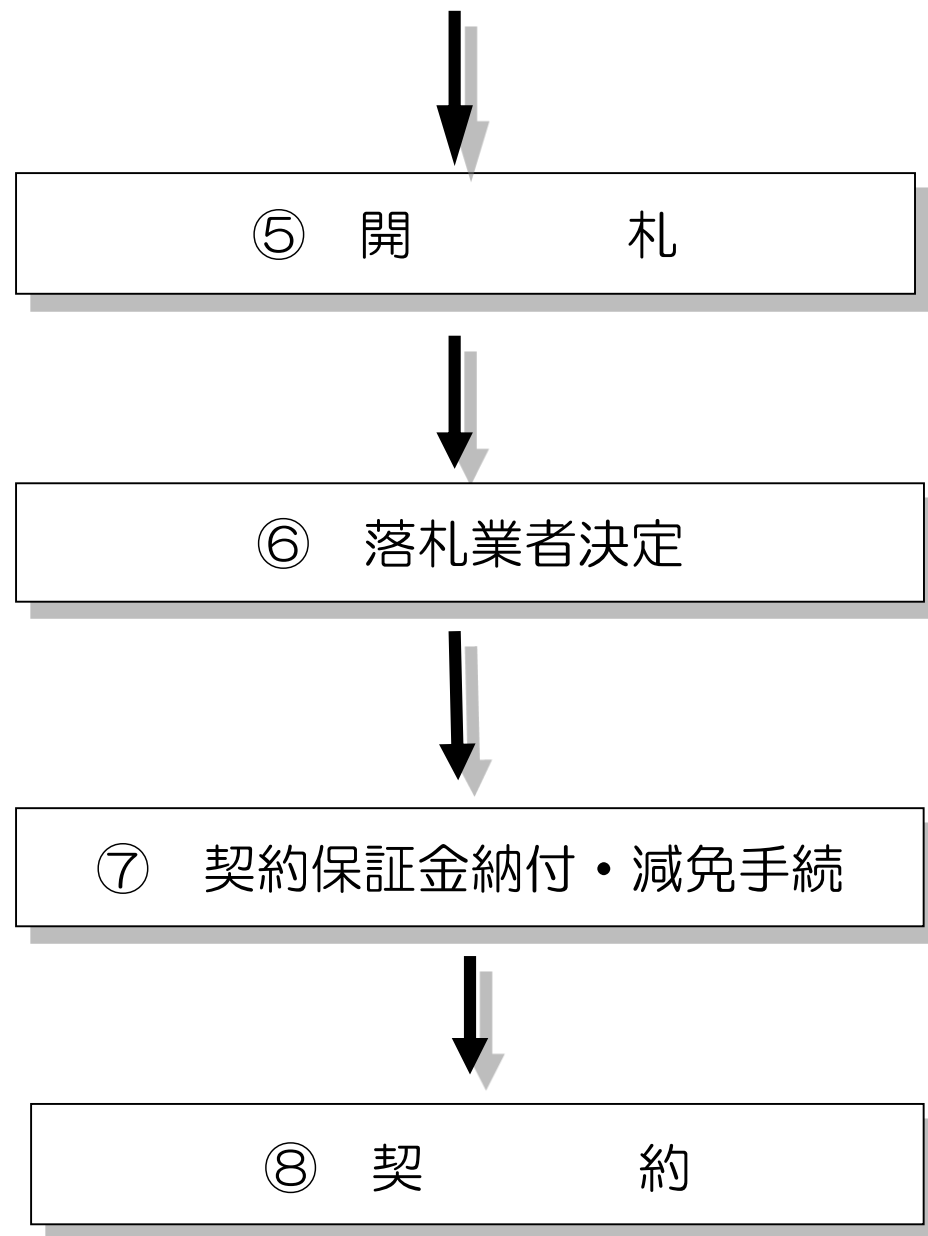 ⑤　開　　　　札
⑥　落札業者決定
⑦　契約保証金納付・減免手続
⑧　契　　　　約